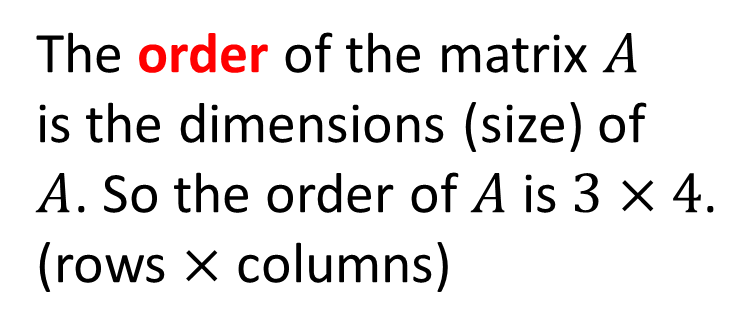 The order of the matrix A
is the dimensions (size) of
A. So the order of A is 3 × 4.
(rows × columns)